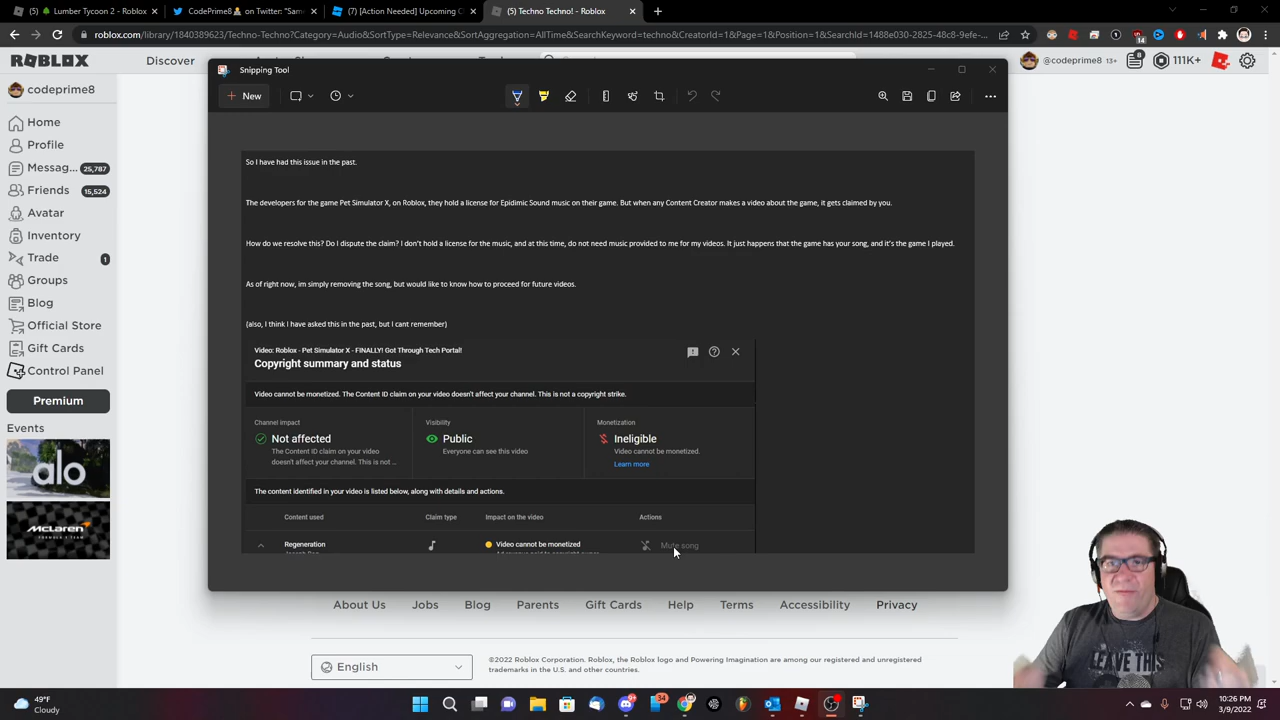 (5) Lumber Tycoon - Roblox
CodePrime8 on Twitter: "Same
(7) [Action Needed] Upcoming C
(5) Techno! - Roblox
roblox.com/library/1840389623/Techno-Techno?Category=Audio&SortType=Relevance&SortAggregation=AllTime&SearchKeyword=techno&CreatorId=1&Page=1&Position=1&SearchId=1488e030-2825-48c8-9efe-...
14
ROBLOX
Discover
@codeprime8 13+
8
111K+
codeprime8
Home
Profile
Messag... 25,787
Friends 15,524
Avatar
Inventory
Trade 1
Groups
Blog
Official Store
Gift Cards
Control Panel
Premium
Events
alo
McLaren
FORMULA 1 TEAM
Snipping Tool
New
So I have had this issue in the past.
The developers for the game Pet Simulator X, on Roblox, they hold a license for Epidimic Sound music on their game. But when any Content Creator makes a video about the game, it gets claimed by you.
How do we resolve this? Do I dispute the claim? I don't hold a license for the music, and at this time, do not need music provided to me for my videos. It just happens that the game has your song, and it's the game I played.
As of right now, im simply removing the song, but would like to know how to proceed for future videos.
(also, I think I have asked this in the past, but I cant remember)
Video: Roblox - Pet Simulator X - FINALLY! Got Through Tech Portal!
Copyright summary and status
Video cannot be monetized. The Content ID claim on your video doesn't affect your channel. This is not a copyright strike.
Channel impact
Not affected
The Content ID claim on your video
doesn't affect your channel. This is not ...
Visibility
Public
Everyone can see this video
Monetization
Ineligible
Video cannot be monetized.
Learn more
The content identified in your video is listed below, along with details and actions.
Content used
Claim type
Impact on the video
Actions
Regeneration
Video cannot be monetized
Mute song
About Us
Jobs
Blog
Parents
Gift Cards
Help
Terms
Accessibility
Privacy
English
©2022 Roblox Corporation. Roblox, the Roblox logo and Powering Imagination are among our registered and unregistered
trademarks in the U.S. and other countries.
LEAVE THIS
49°F
Cloudy
34
10:26 PM
3/9/2022